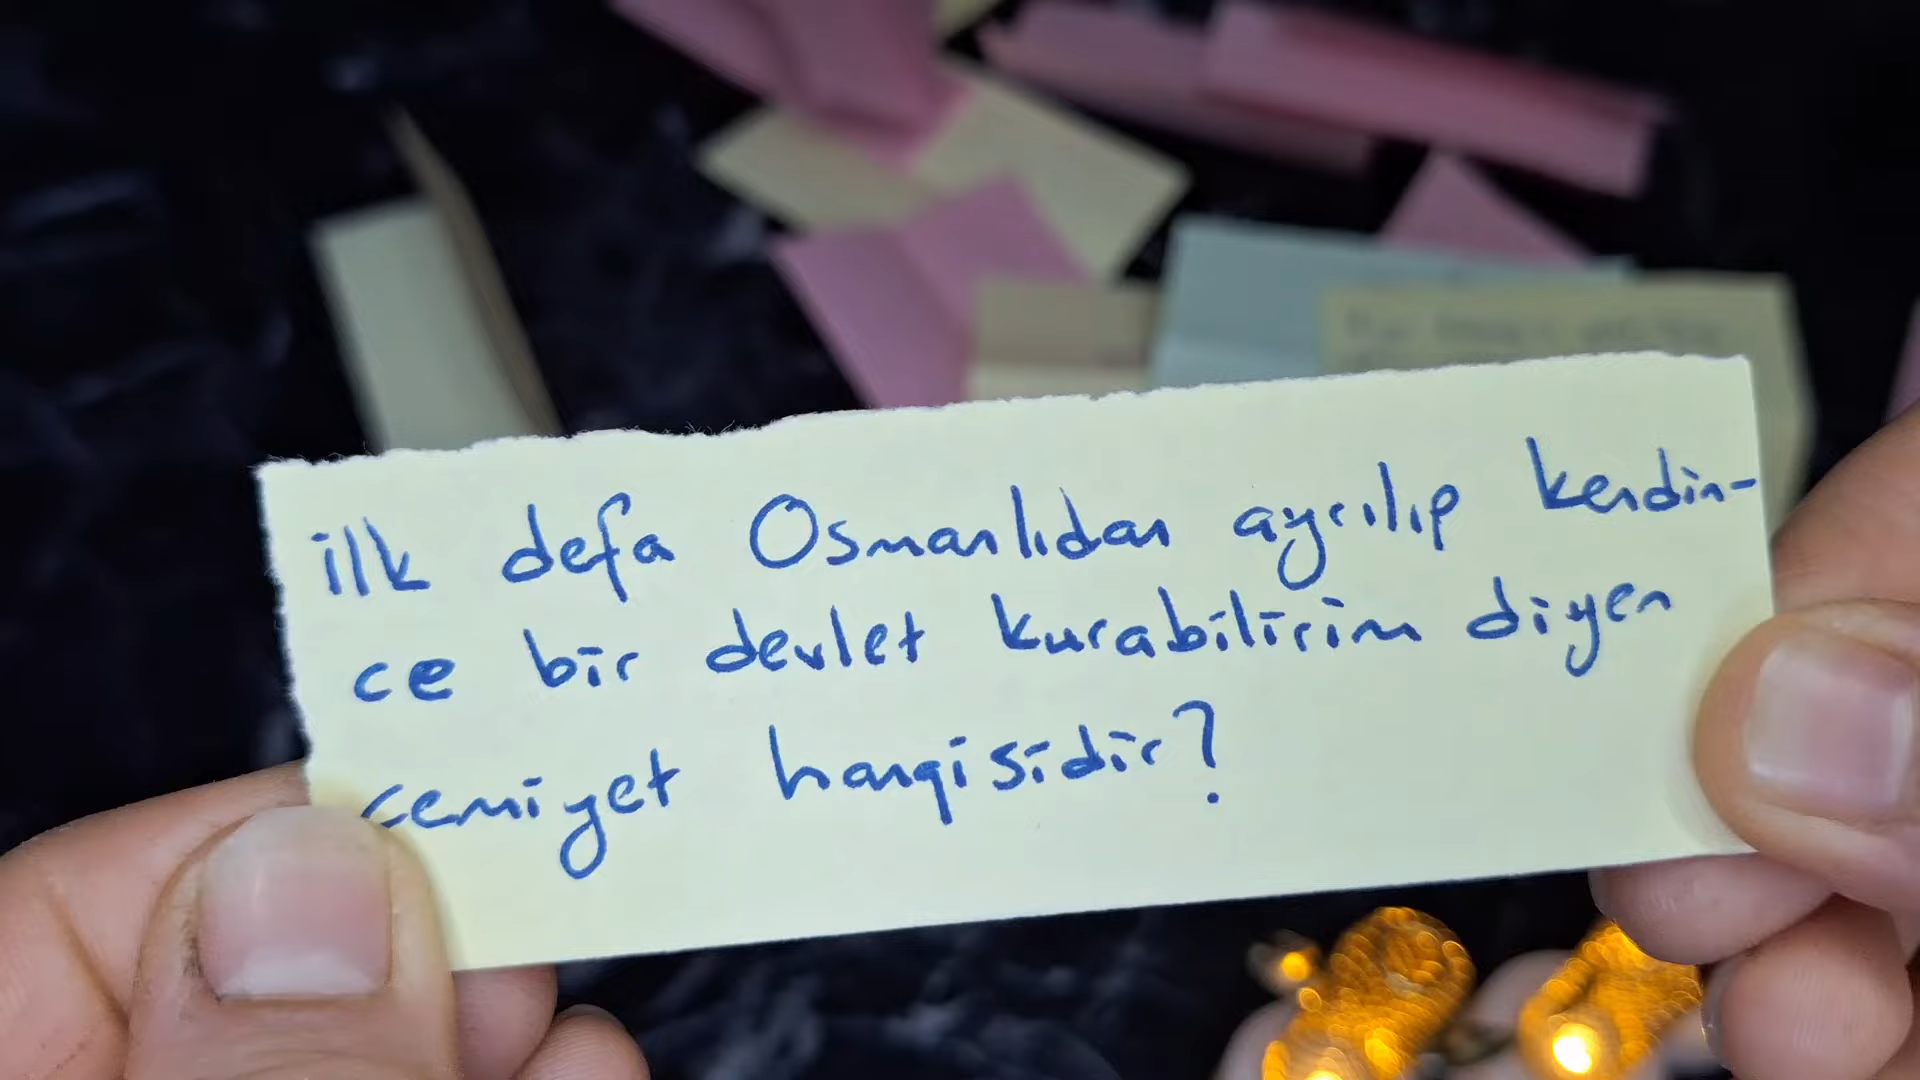 ilk defa Osmanlıdan ayrılıp kendin-
ce bir devlet kurabilirim diyen
cemiyet hangisidir?